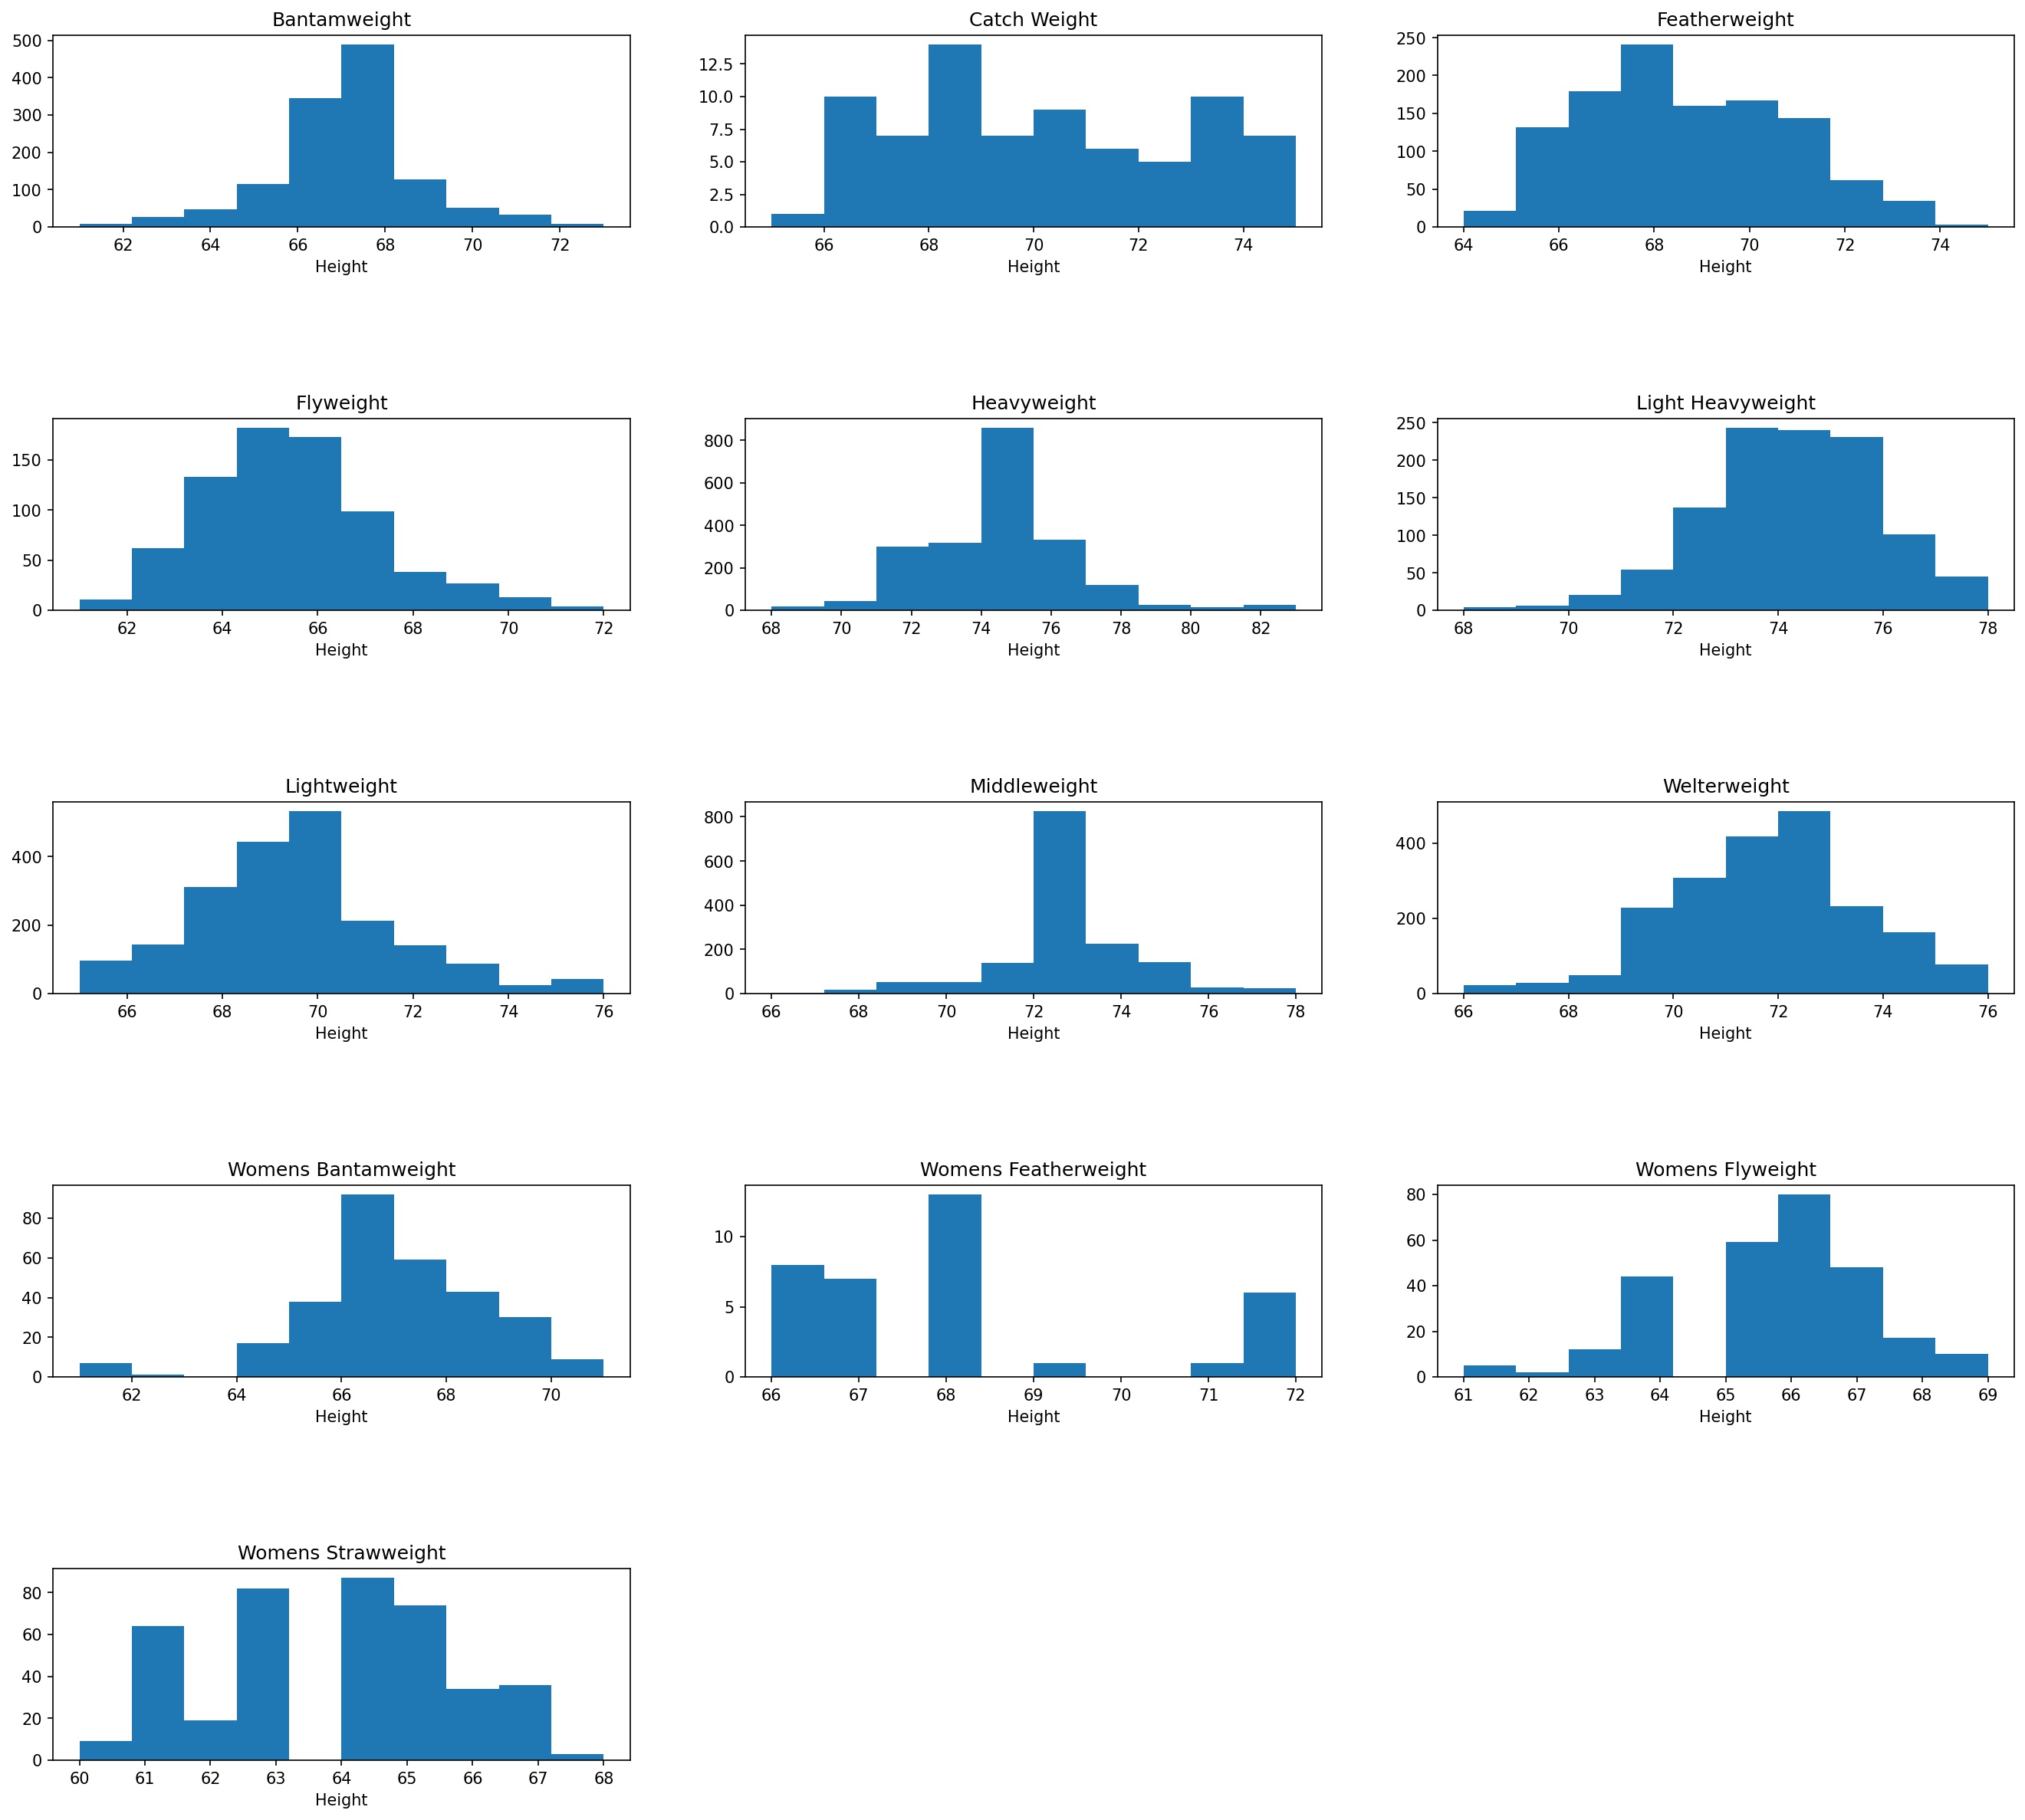 Bantamweight
500
400
300
200
100
0
62 64 66 68 70 72
Height
Catch Weight
12.5
10.0
7.5
5.0
2.5
0.0
66 68 70 72 74
Height
Featherweight
250
200
150
100
50
0
64 66 68 70 72 74
Height
Flyweight
150
100
50
0
62 64 66 68 70 72
Height
Heavyweight
800
600
400
200
0
68 70 72 74 76 78 80 82
Height
Light Heavyweight
250
200
150
100
50
0
68 70 72 74 76 78
Height
Lightweight
400
200
0
66 68 70 72 74 76
Height
Middleweight
800
600
400
200
0
66 68 70 72 74 76 78
Height
Welterweight
400
200
0
66 68 70 72 74 76
Height
Womens Bantamweight
80
60
40
20
0
62 64 66 68 70
Height
Womens Featherweight
10
5
0
66 67 68 69 70 71 72
Height
Womens Flyweight
80
60
40
20
0
61 62 63 64 65 66 67 68 69
Height
Womens Strawweight
80
60
40
20
0
60 61 62 63 64 65 66 67 68
Height